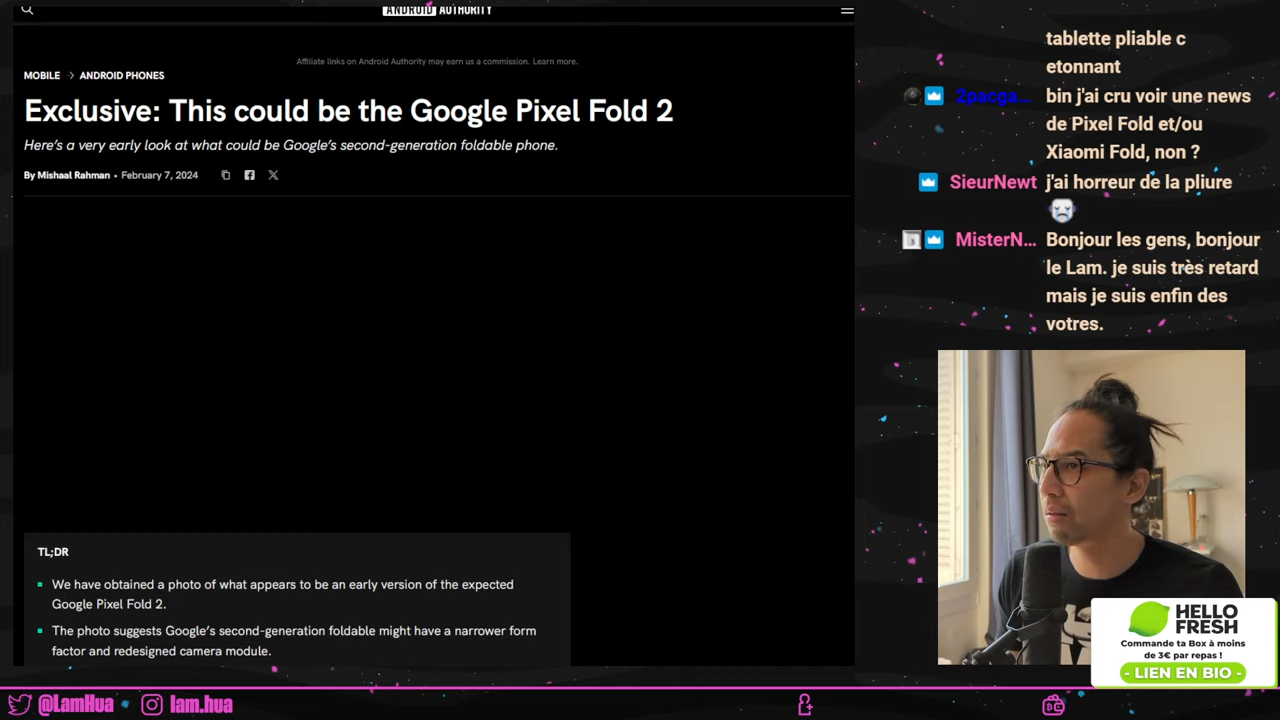 ANDROID AUTHORITY
Affiliate links on Android Authority may earn us a commission. Learn more.
MOBILE
ANDROID PHONES
Exclusive: This could be the Google Pixel Fold 2
Here's a very early look at what could be Google's second-generation foldable phone.
By Mishaal Rahman • February 7, 2024
TL;DR
We have obtained a photo of what appears to be an early version of the expected
Google Pixel Fold 2.
The photo suggests Google's second-generation foldable might have a narrower form
factor and redesigned camera module.
tablette pliable c
etonnant
2pacga... bin j'ai cru voir une news
de Pixel Fold et/ou
Xiaomi Fold, non ?
SieurNewt j'ai horreur de la pliure
MisterN... Bonjour les gens, bonjour
le Lam. je suis très retard
mais je suis enfin des
votres.
HELLO
FRESH
Commande ta Box à moins
de 3€ par repas !
- LIEN EN BIO -
@LamHua
lam.hua